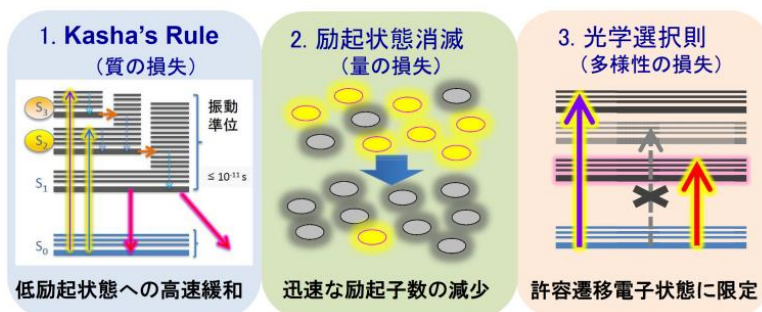 1. Kasha's Rule
(質の損失)
S3
S2
S1
S0
振動
準位
≤ 10-11 s
低励起状態への高速緩和
2. 励起状態消滅
(量の損失)
迅速な励起子数の減少
3. 光学選択則
(多様性の損失)
許容遷移電子状態に限定